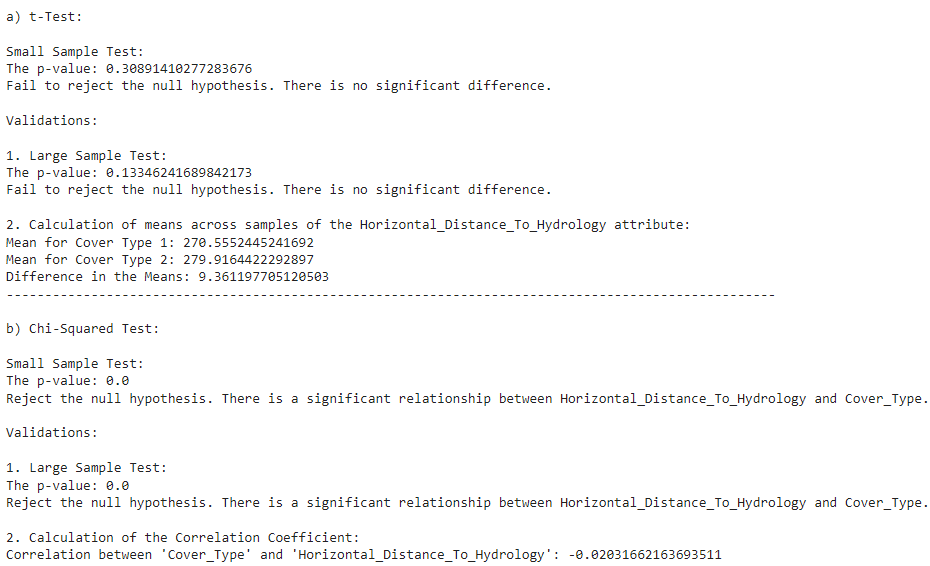 a) t-Test:
Small Sample Test:
The p-value: 0.30891410277283676
Fail to reject the null hypothesis. There is no significant difference.
Validations:
1. Large Sample Test:
The p-value: 0.13346241689842173
Fail to reject the null hypothesis. There is no significant difference.
2. Calculation of means across samples of the Horizontal_Distance_To_Hydrology attribute:
Mean for Cover Type 1: 270.5552445241692
Mean for Cover Type 2: 279.9164422292897
Difference in the Means: 9.361197705120503
----------------------------------------------------------------------------------------------------
b) Chi-Squared Test:
Small Sample Test:
The p-value: 0.0
Reject the null hypothesis. There is a significant relationship between Horizontal_Distance_To_Hydrology and Cover_Type.
Validations:
1. Large Sample Test:
The p-value: 0.0
Reject the null hypothesis. There is a significant relationship between Horizontal_Distance_To_Hydrology and Cover_Type.
2. Calculation of the Correlation Coefficient:
Correlation between 'Cover_Type' and 'Horizontal_Distance_To_Hydrology': -0.02031662163693511